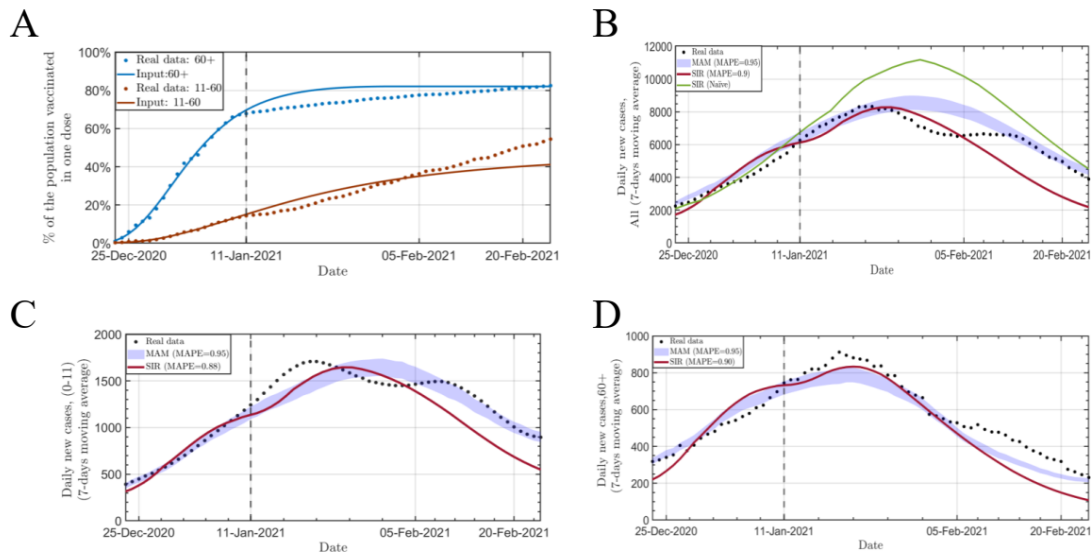 A
100%
80%
60%
40%
20%
0%
% of the population vaccinated
in one dose
Real data: 60+
Input:60+
Real data: 11-60
Input: 11-60
25-Dec-2020
11-Jan-2021
05-Feb-2021
20-Feb-2021
Date
B
12000
10000
8000
6000
4000
2000
0
Daily new cases,
All (7-days moving average)
Real data
MAM (MAPE=0.95)
SIR (MAPE=0.9)
SIR (Naïve)
25-Dec-2020
11-Jan-2021
05-Feb-2021
20-Feb-2021
Date
C
2000
1500
1000
500
0
Daily new cases, (0-11)
(7-days moving average)
Real data
MAM (MAPE=0.95)
SIR (MAPE=0.88)
25-Dec-2020
11-Jan-2021
05-Feb-2021
20-Feb-2021
Date
D
1000
800
600
400
200
0
Daily new cases,60+
(7-days moving average)
Real data
MAM (MAPE=0.95)
SIR (MAPE=0.90)
25-Dec-2020
11-Jan-2021
05-Feb-2021
20-Feb-2021
Date